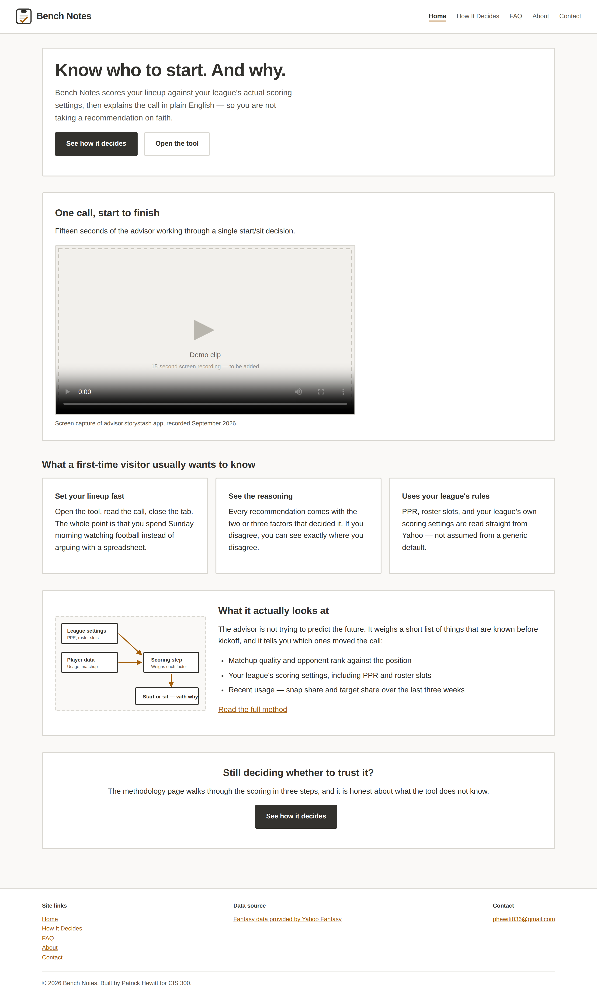 Bench Notes
Home
How It Decides
FAQ
About
Contact
Know who to start. And why.
Bench Notes scores your lineup against your league's actual scoring
settings, then explains the call in plain English — so you are not
taking a recommendation on faith.
See how it decides
Open the tool
One call, start to finish
Fifteen seconds of the advisor working through a single start/sit decision.
Demo clip
15-second screen recording — to be added
0:00
Screen capture of advisor.storystash.app, recorded September 2026.
What a first-time visitor usually wants to know
Set your lineup fast
Open the tool, read the call, close the tab.
The whole point is that you spend Sunday
morning watching football instead of
arguing with a spreadsheet.
See the reasoning
Every recommendation comes with the
two or three factors that decided it. If you
disagree, you can see exactly where you
disagree.
Uses your league's rules
PPR, roster slots, and your league's own
scoring settings are read straight from
Yahoo — not assumed from a generic
default.
League settings
PPR, roster slots
Player data
Usage, matchup
Scoring step
Weighs each factor
Start or sit — with why
What it actually looks at
The advisor is not trying to predict the future. It weighs a short list of things that are known before
kickoff, and it tells you which ones moved the call:
• Matchup quality and opponent rank against the position
• Your league's scoring settings, including PPR and roster slots
• Recent usage — snap share and target share over the last three weeks
Read the full method
Still deciding whether to trust it?
The methodology page walks through the scoring in three steps, and it is honest about what the tool does not know.
See how it decides
Site links
Home
How It Decides
FAQ
About
Contact
Data source
Fantasy data provided by Yahoo Fantasy
Contact
phewitt036@gmail.com
© 2026 Bench Notes. Built by Patrick Hewitt for CIS 300.